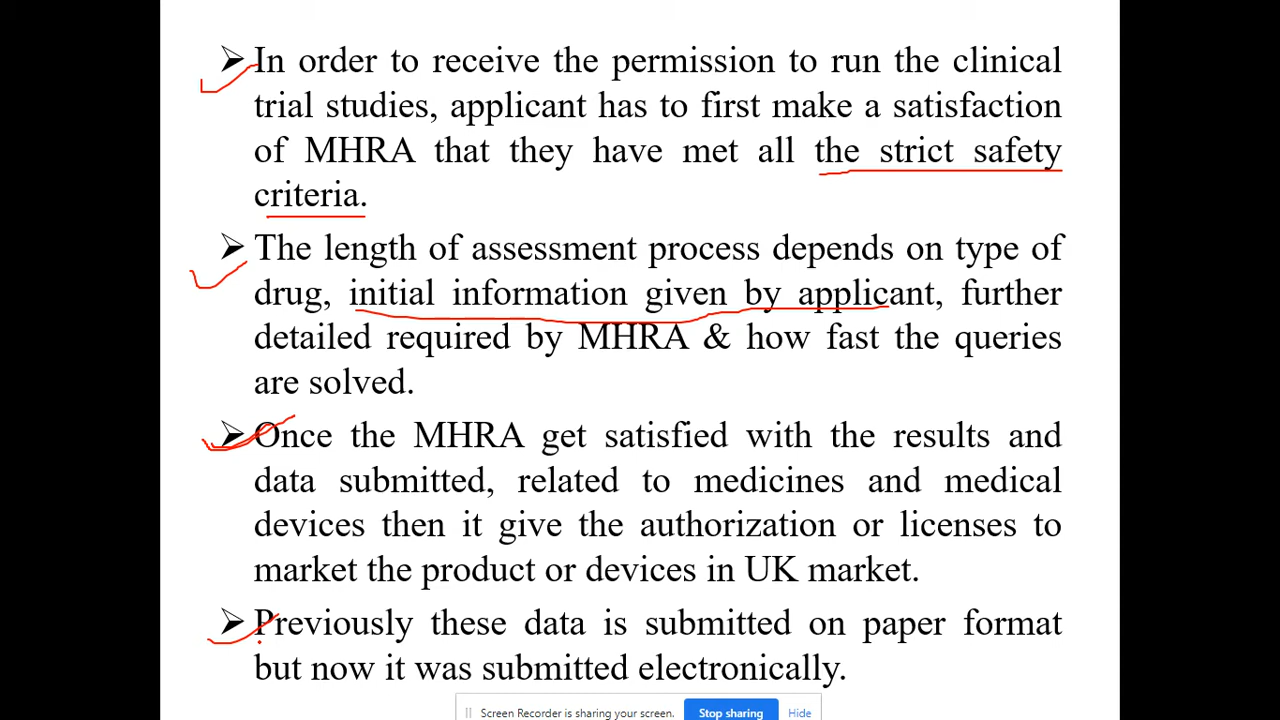 ➢ In order to receive the permission to run the clinical
trial studies, applicant has to first make a satisfaction
of MHRA that they have met all the strict safety
criteria.
➢ The length of assessment process depends on type of
drug, initial information given by applicant, further
detailed required by MHRA & how fast the queries
are solved.
➢ Once the MHRA get satisfied with the results and
data submitted, related to medicines and medical
devices then it give the authorization or licenses to
market the product or devices in UK market.
➢ Previously these data is submitted on paper format
but now it was submitted electronically.
Screen Recorder is sharing your screen. Stop sharing Hide